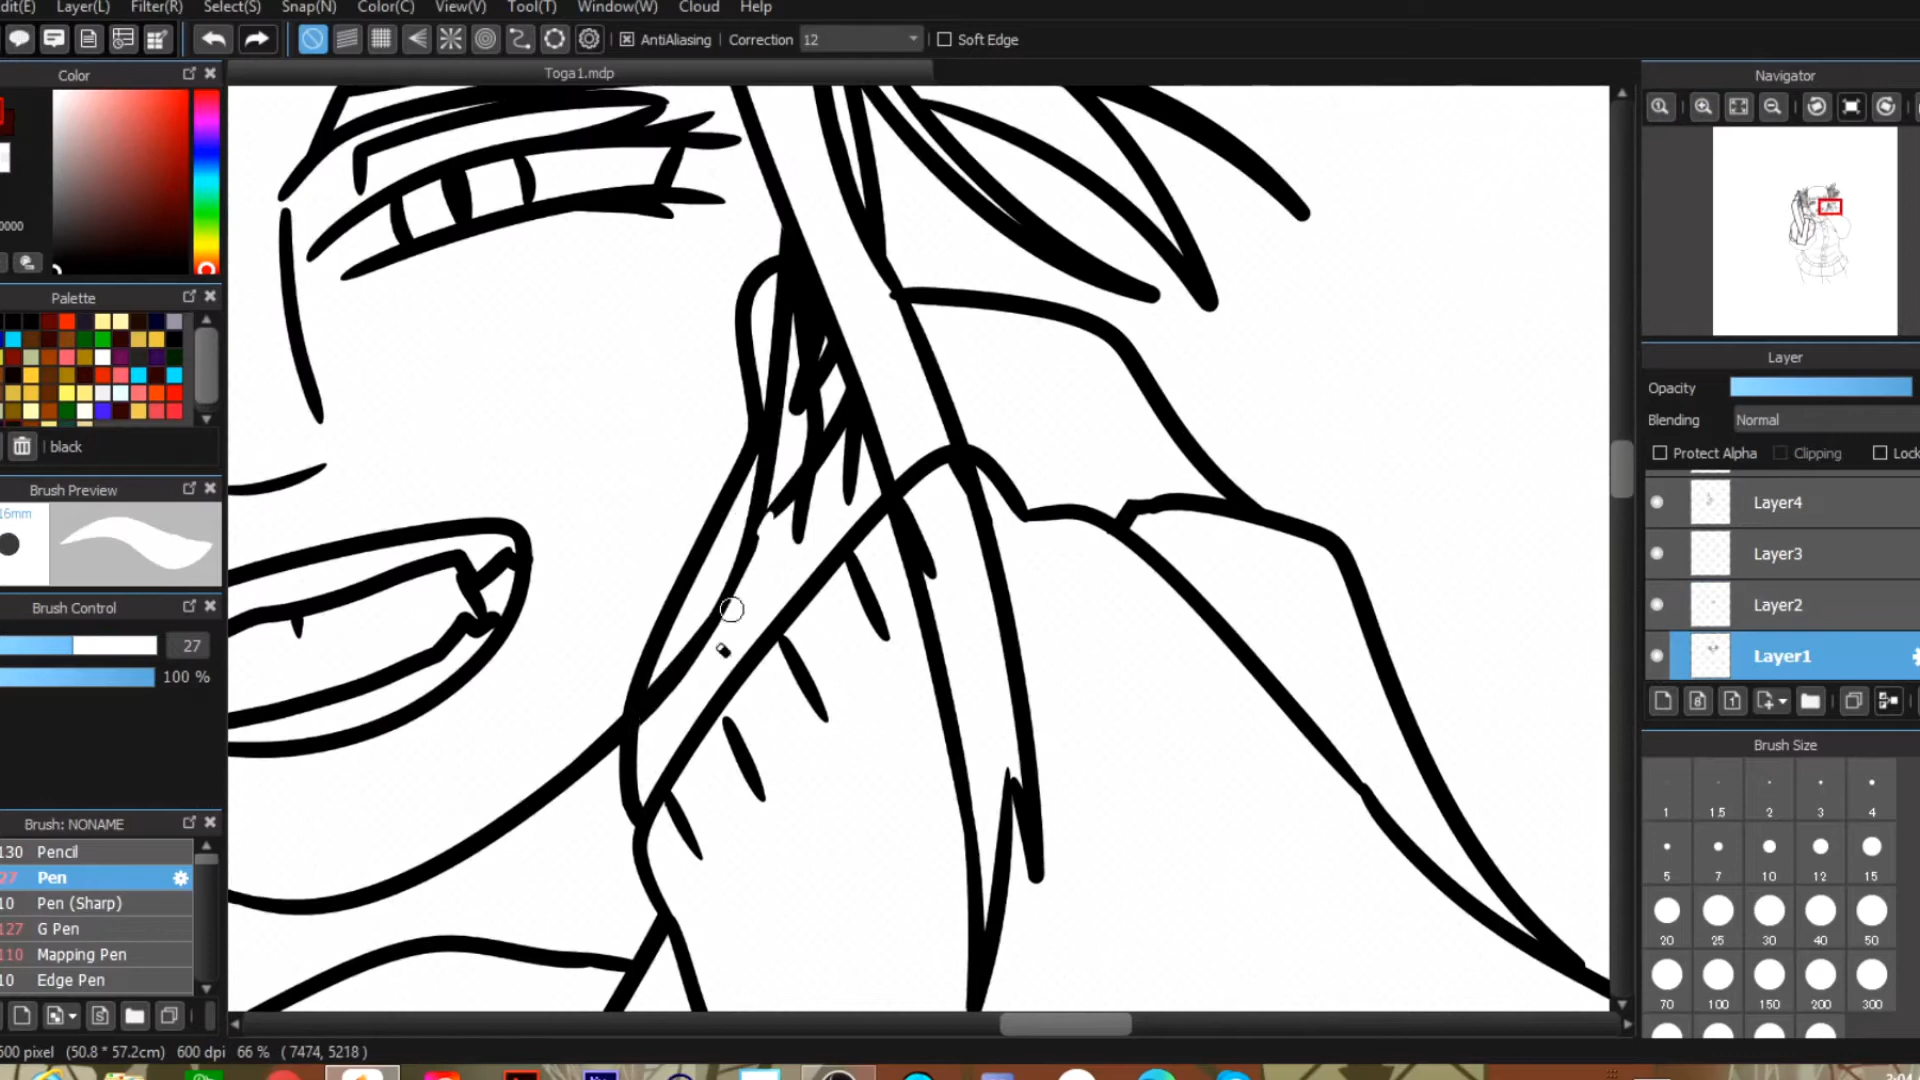 dit(E) Layer(L) Filter(R) Select(S) Snap(N) Color(C) View(V) Tool(T) Window(W) Cloud Help
AntiAliasing Correction 12 Soft Edge
Color
Toga1.mdp
Navigator
0000
Palette
black
Brush Preview
16mm
Brush Control
27
100 %
Brush: NONAME
130 Pencil
27 Pen
10 Pen (Sharp)
127 G Pen
110 Mapping Pen
10 Edge Pen
Layer
Opacity
Blending Normal
Protect Alpha Clipping Lock
Layer4
Layer3
Layer2
Layer1
Brush Size
1 1.5 2 3 4
5 7 10 12 15
20 25 30 40 50
70 100 150 200 300
500 pixel (50.8 * 57.2cm) 600 dpi 66 % ( 7474, 5218 )